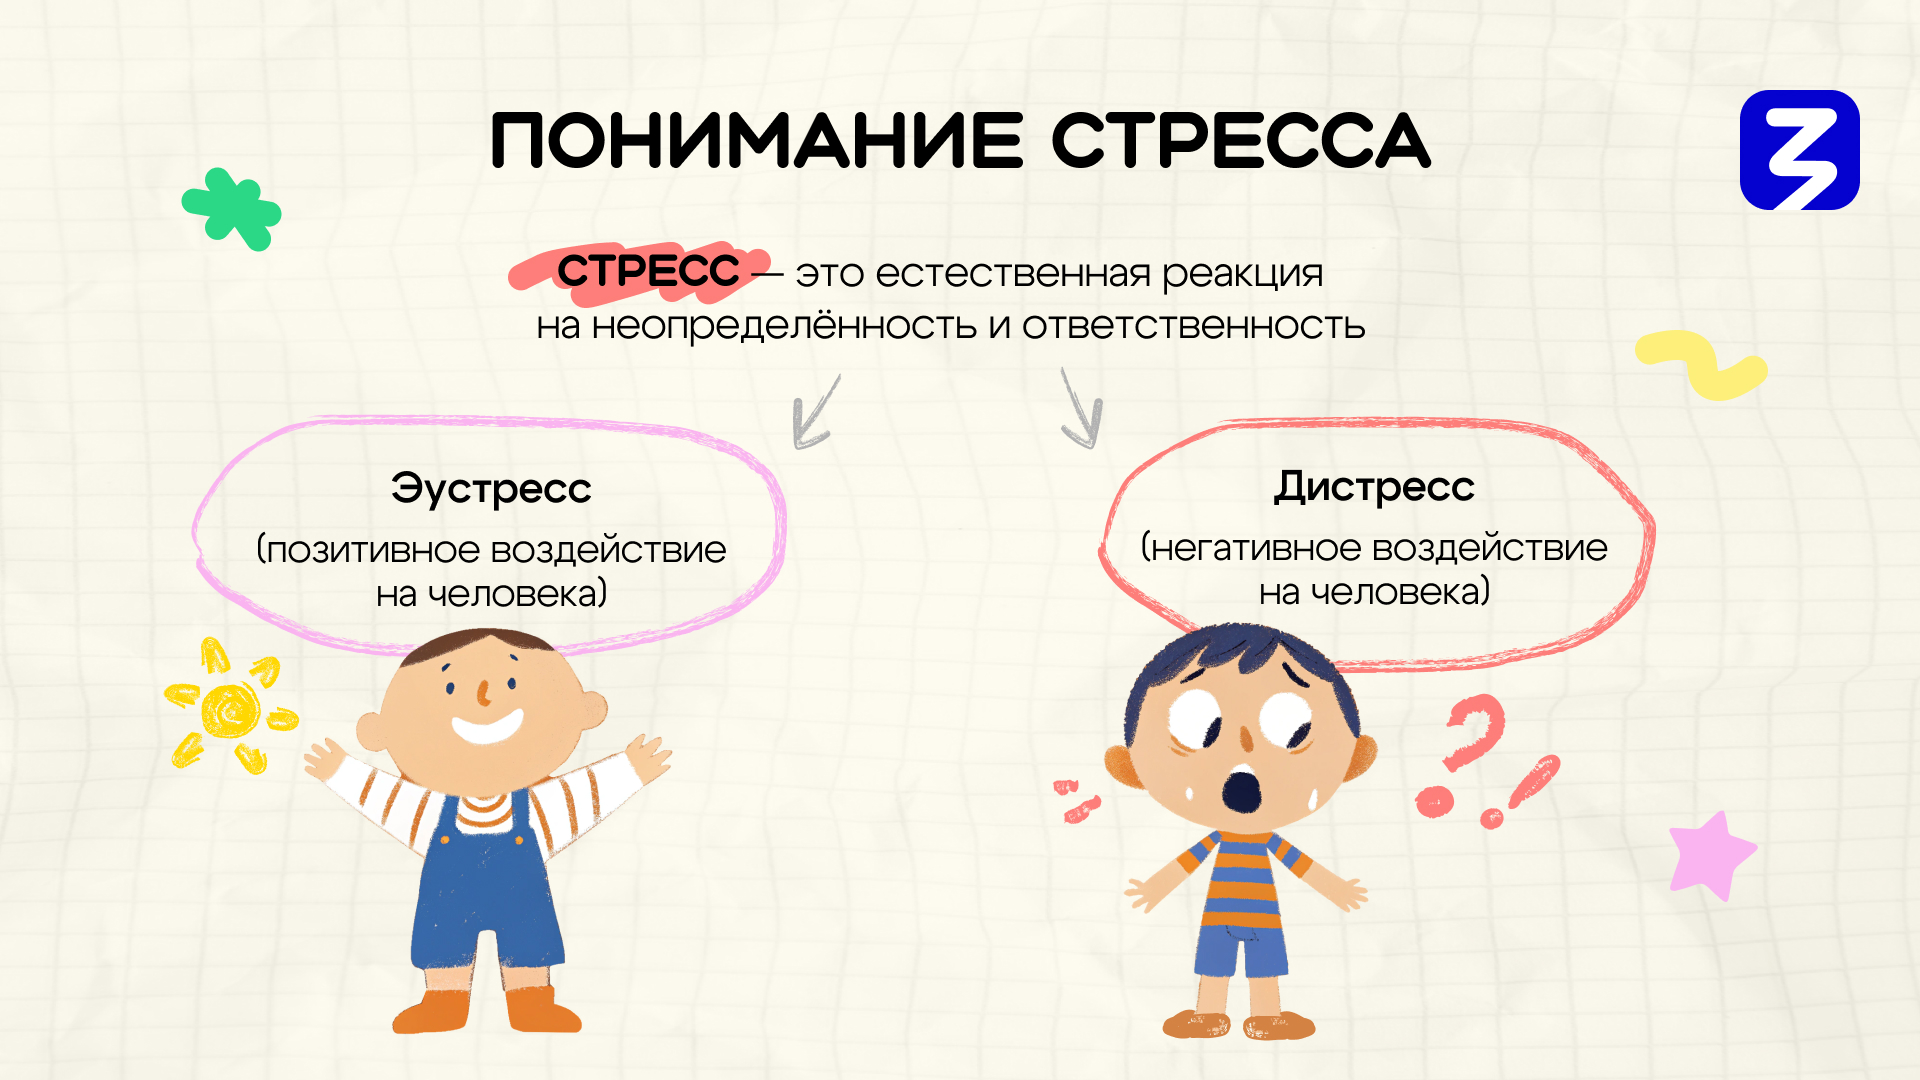 ПОНИМАНИЕ СТРЕССА
СТРЕСС — это естественная реакция
на неопределённость и ответственность
Эустресс
(позитивное воздействие
на человека)
Дистресс
(негативное воздействие
на человека)
?!